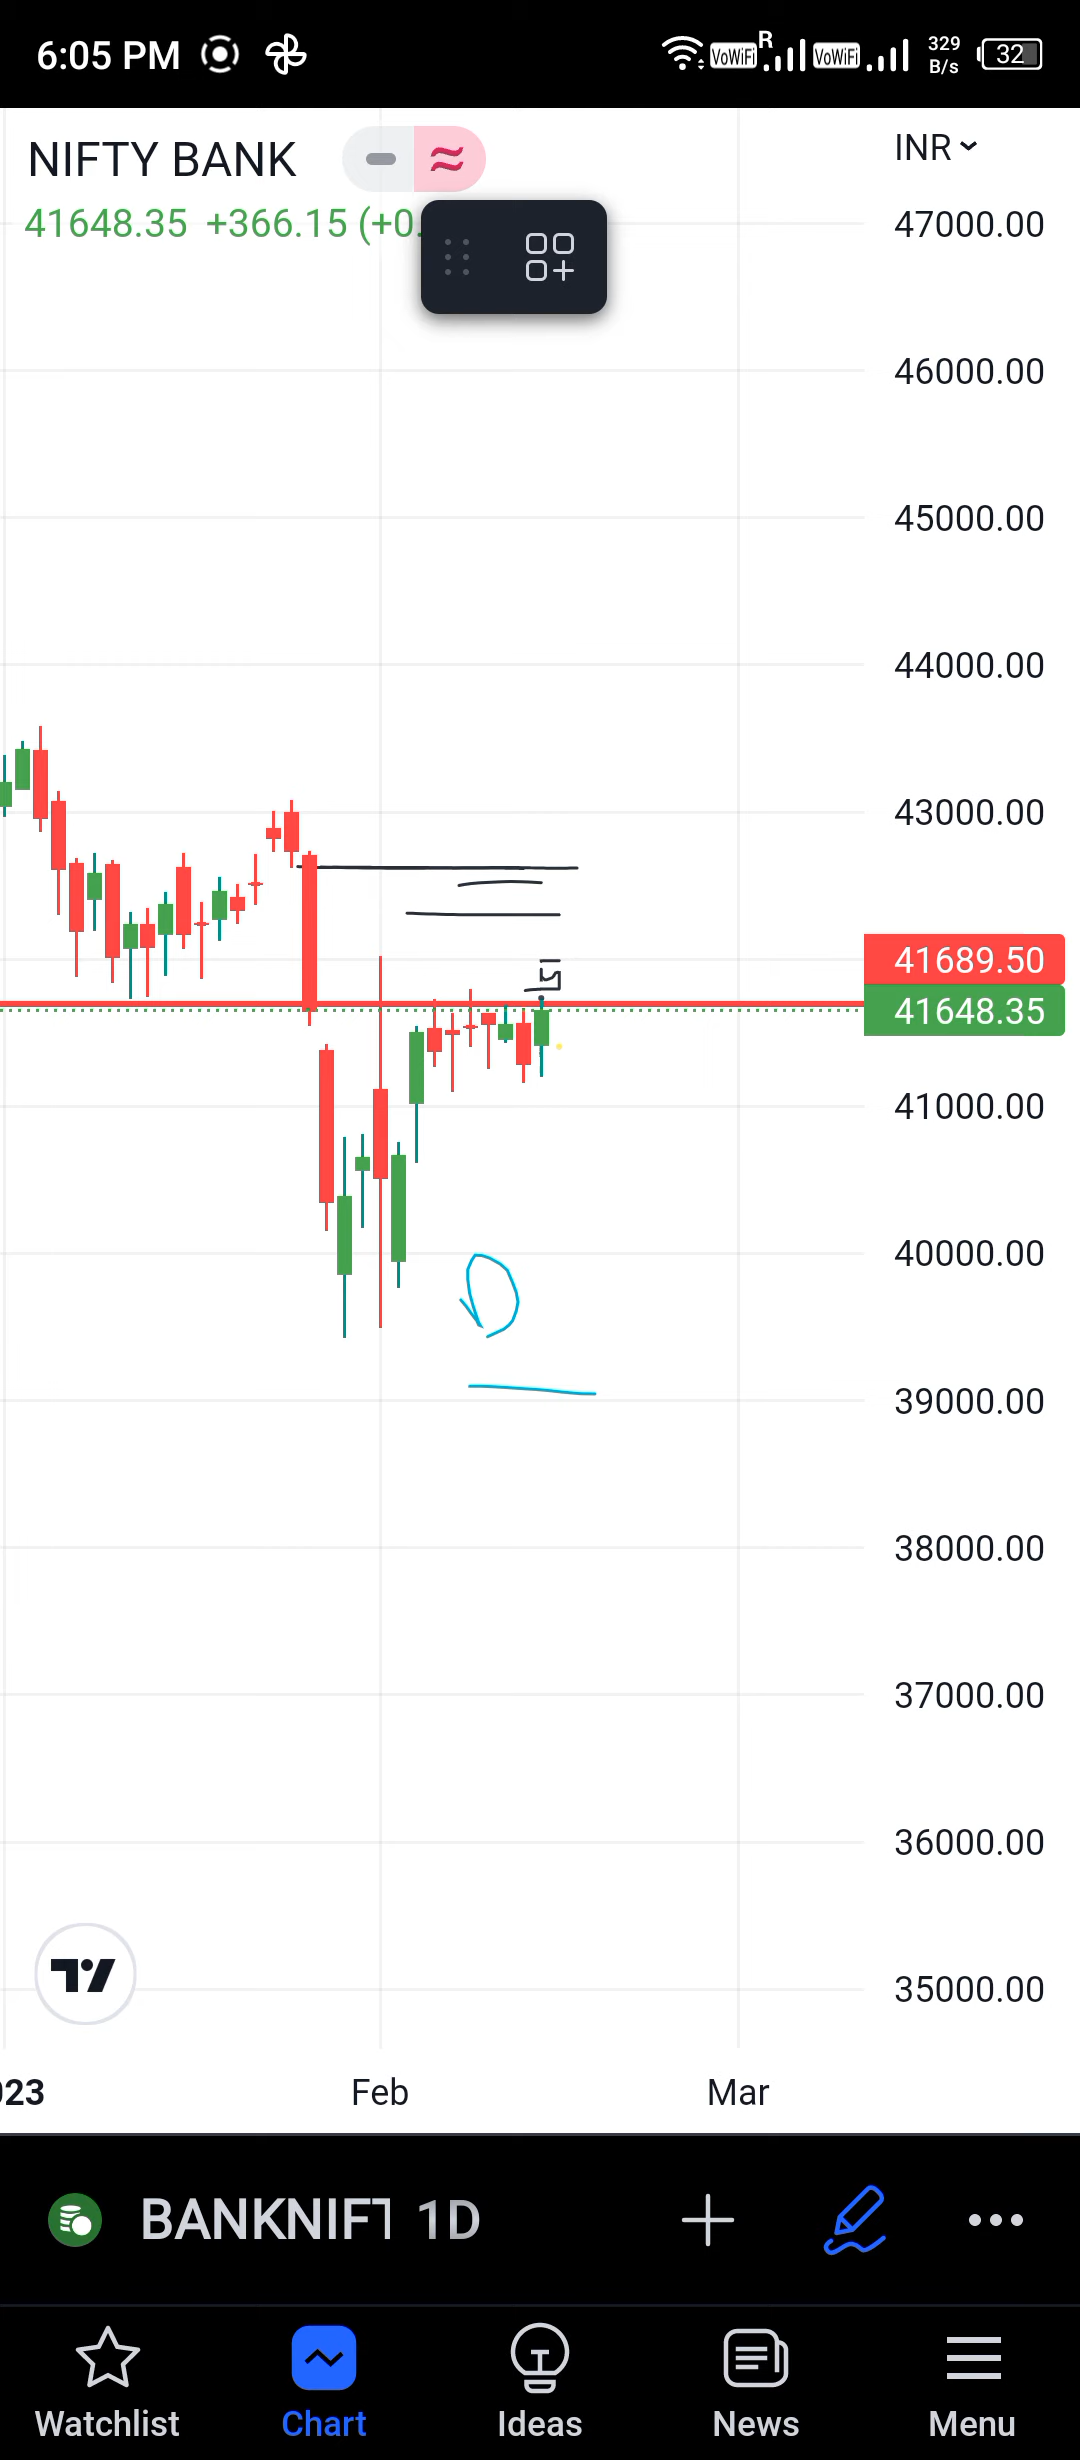 6:05 PM R VoWiFi VoWiFi 329 B/s 32
NIFTY BANK
INR
41648.35 +366.15 (+0.
47000.00
46000.00
45000.00
44000.00
43000.00
41689.50
41648.35
41000.00
40000.00
39000.00
38000.00
37000.00
36000.00
35000.00
023 Feb Mar
BANKNIFT 1D
Watchlist Chart Ideas News Menu